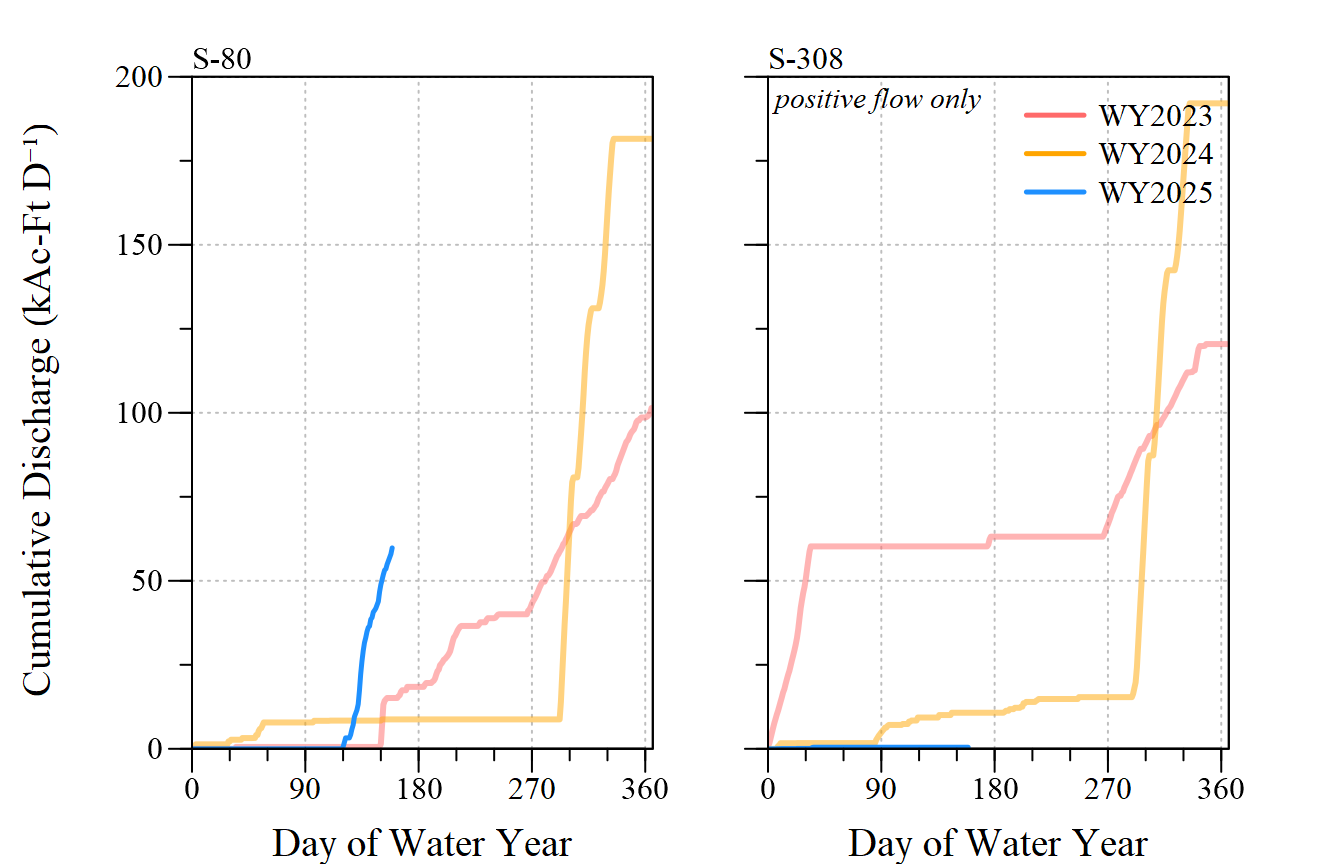 S-80
S-308
positive flow only
WY2023
WY2024
WY2025
200
150
100
50
0
Cumulative Discharge (kAc-Ft D⁻¹)
0 90 180 270 360
0 90 180 270 360
Day of Water Year
Day of Water Year